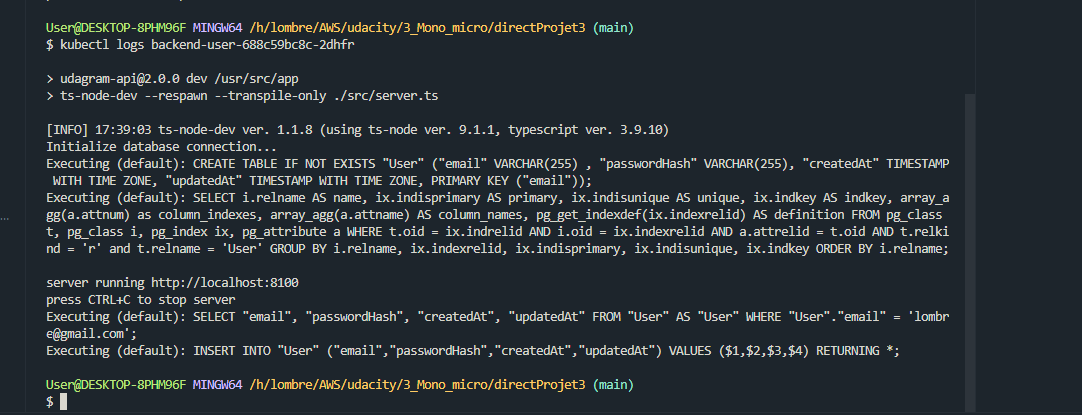 User@DESKTOP-8PHM96F MINGW64 /h/lombre/AWS/udacity/3_Mono_micro/directProjet3 (main)
$ kubectl logs backend-user-688c59bc8c-2dhfr
> udagram-api@2.0.0 dev /usr/src/app
> ts-node-dev --respawn --transpile-only ./src/server.ts
[INFO] 17:39:03 ts-node-dev ver. 1.1.8 (using ts-node ver. 9.1.1, typescript ver. 3.9.10)
Initialize database connection...
Executing (default): CREATE TABLE IF NOT EXISTS "User" ("email" VARCHAR(255) , "passwordHash" VARCHAR(255), "createdAt" TIMESTAMP
WITH TIME ZONE, "updatedAt" TIMESTAMP WITH TIME ZONE, PRIMARY KEY ("email"));
Executing (default): SELECT i.relname AS name, ix.indisprimary AS primary, ix.indisunique AS unique, ix.indkey AS indkey, array_a
gg(a.attnum) as column_indexes, array_agg(a.attname) AS column_names, pg_get_indexdef(ix.indexrelid) AS definition FROM pg_class
t, pg_class i, pg_index ix, pg_attribute a WHERE t.oid = ix.indrelid AND i.oid = ix.indexrelid AND a.attrelid = t.oid AND t.relki
nd = 'r' and t.relname = 'User' GROUP BY i.relname, ix.indexrelid, ix.indisprimary, ix.indisunique, ix.indkey ORDER BY i.relname;
server running http://localhost:8100
press CTRL+C to stop server
Executing (default): SELECT "email", "passwordHash", "createdAt", "updatedAt" FROM "User" AS "User" WHERE "User"."email" = 'lombr
e@gmail.com';
Executing (default): INSERT INTO "User" ("email","passwordHash","createdAt","updatedAt") VALUES ($1,$2,$3,$4) RETURNING *;
User@DESKTOP-8PHM96F MINGW64 /h/lombre/AWS/udacity/3_Mono_micro/directProjet3 (main)
$